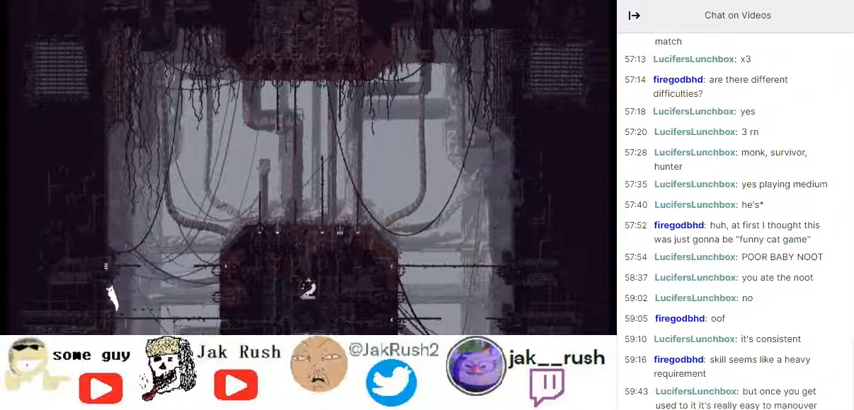 Chat on Videos
match
57:13 LucifersLunchbox: x3
57:14 firegodbhd: are there different
difficulties?
57:18 LucifersLunchbox: yes
57:20 LucifersLunchbox: 3 rn
57:28 LucifersLunchbox: monk, survivor,
hunter
57:35 LucifersLunchbox: yes playing medium
57:40 LucifersLunchbox: he's*
57:52 firegodbhd: huh, at first I thought this
was just gonna be "funny cat game"
57:54 LucifersLunchbox: POOR BABY NOOT
58:37 LucifersLunchbox: you ate the noot
59:02 LucifersLunchbox: no
59:05 firegodbhd: oof
59:10 LucifersLunchbox: it's consistent
59:16 firegodbhd: skill seems like a heavy
requirement
59:43 LucifersLunchbox: but once you get
used to it it's really easy to manouver
some guy
Jak Rush
@JakRush2
jak__rush